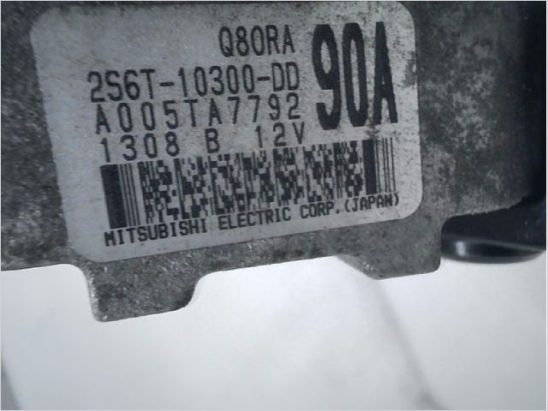 Q80RA
2S6T-10300-DD
90A
A005TA7792
1308 B 12V
MITSUBISHI ELECTRIC CORP.(JAPAN)